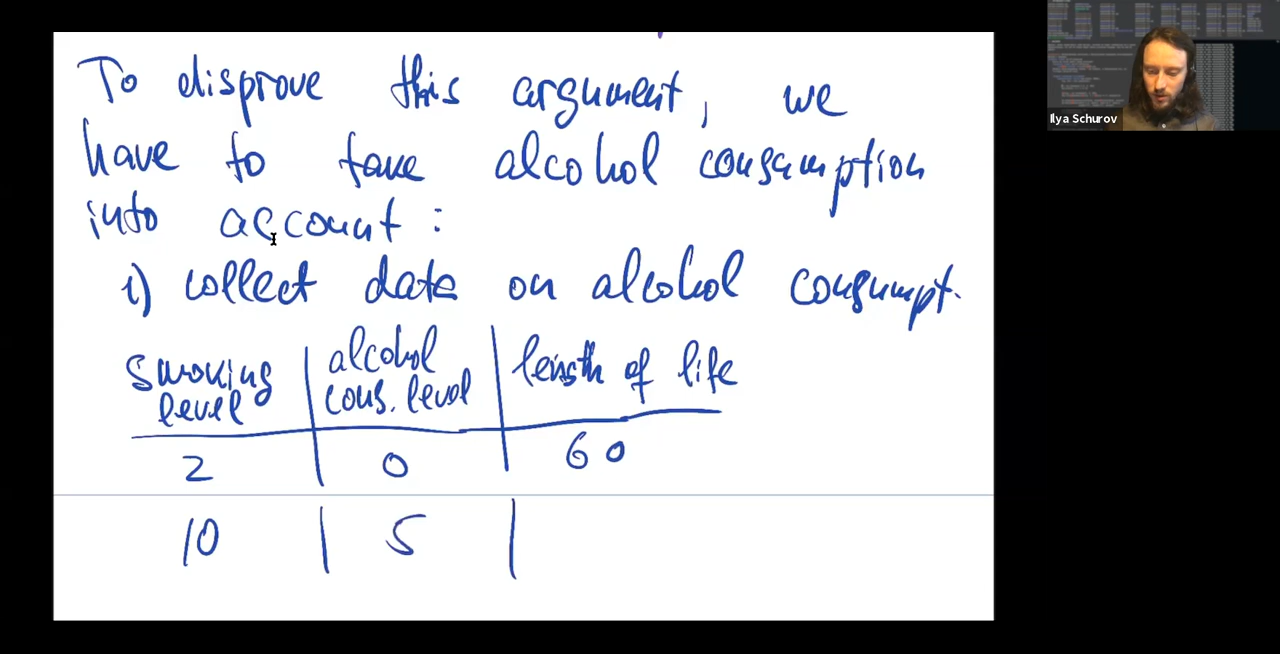 To disprove this argument, we
have to take alcohol consumption
into account:
1) collect data on alcohol consumpt.
smoking level | alcohol cons. level | length of life
2 | 0 | 60
10 | 5 |
Ilya Schurov